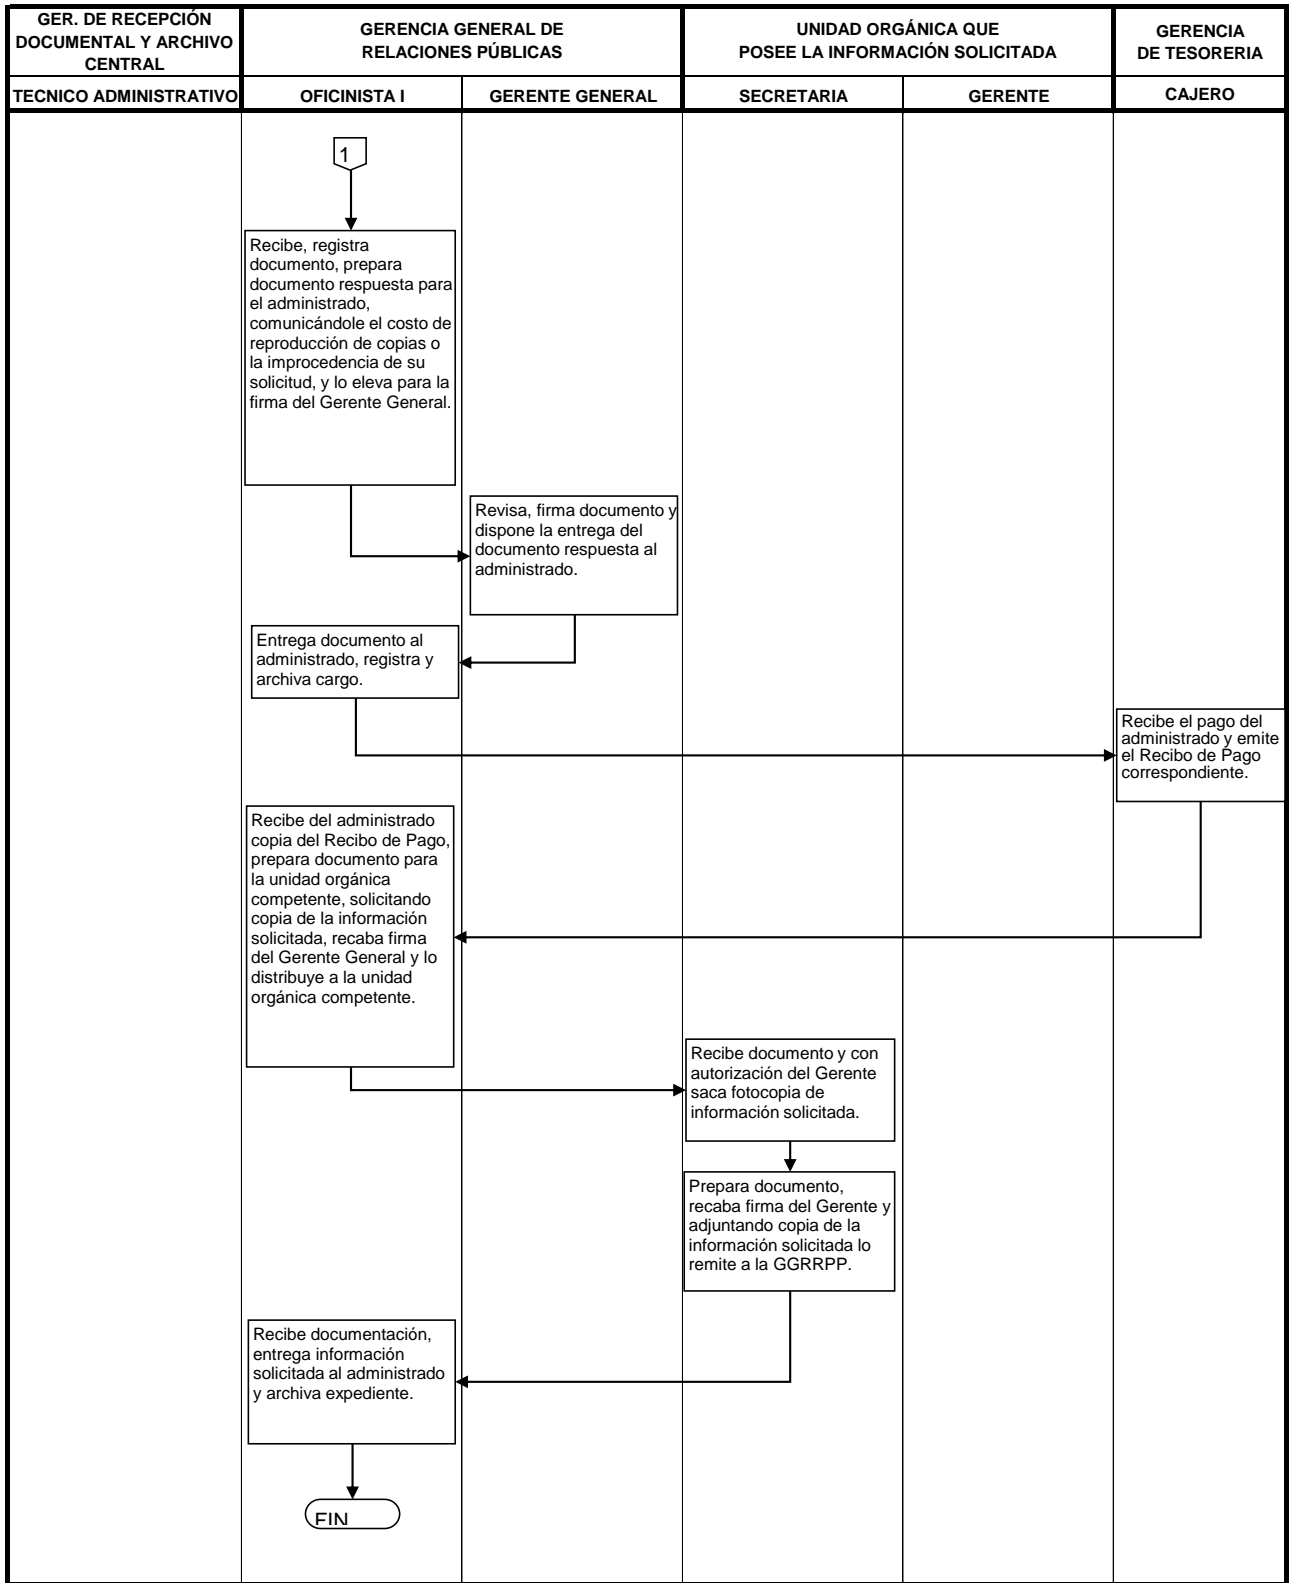 GER. DE RECEPCIÓN
DOCUMENTAL Y ARCHIVO
CENTRAL
GERENCIA GENERAL DE
RELACIONES PÚBLICAS
UNIDAD ORGÁNICA QUE
POSEE LA INFORMACIÓN SOLICITADA
GERENCIA
DE TESORERIA
TECNICO ADMINISTRATIVO
OFICINISTA I
GERENTE GENERAL
SECRETARIA
GERENTE
CAJERO
1
Recibe, registra
documento, prepara
documento respuesta para
el administrado,
comunicándole el costo de
reproducción de copias o
la improcedencia de su
solicitud, y lo eleva para la
firma del Gerente General.
Revisa, firma documento y
dispone la entrega del
documento respuesta al
administrado.
Entrega documento al
administrado, registra y
archiva cargo.
Recibe el pago del
administrado y emite
el Recibo de Pago
correspondiente.
Recibe del administrado
copia del Recibo de Pago,
prepara documento para
la unidad orgánica
competente, solicitando
copia de la información
solicitada, recaba firma
del Gerente General y lo
distribuye a la unidad
orgánica competente.
Recibe documento y con
autorización del Gerente
saca fotocopia de
información solicitada.
Prepara documento,
recaba firma del Gerente y
adjuntando copia de la
información solicitada lo
remite a la GGRRPP.
Recibe documentación,
entrega información
solicitada al administrado
y archiva expediente.
FIN